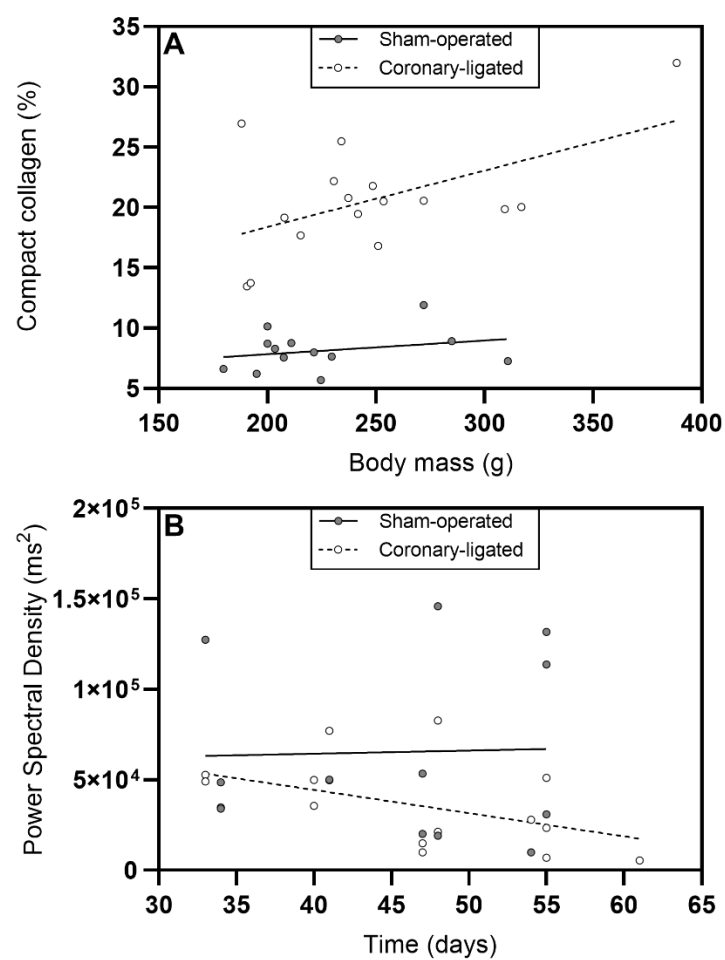 A
Sham-operated
Coronary-ligated
Compact collagen (%)
35
30
25
20
15
10
5
150 200 250 300 350 400
Body mass (g)
B
Sham-operated
Coronary-ligated
Power Spectral Density (ms²)
2×10⁵
1.5×10⁵
1×10⁵
5×10⁴
0
30 35 40 45 50 55 60 65
Time (days)